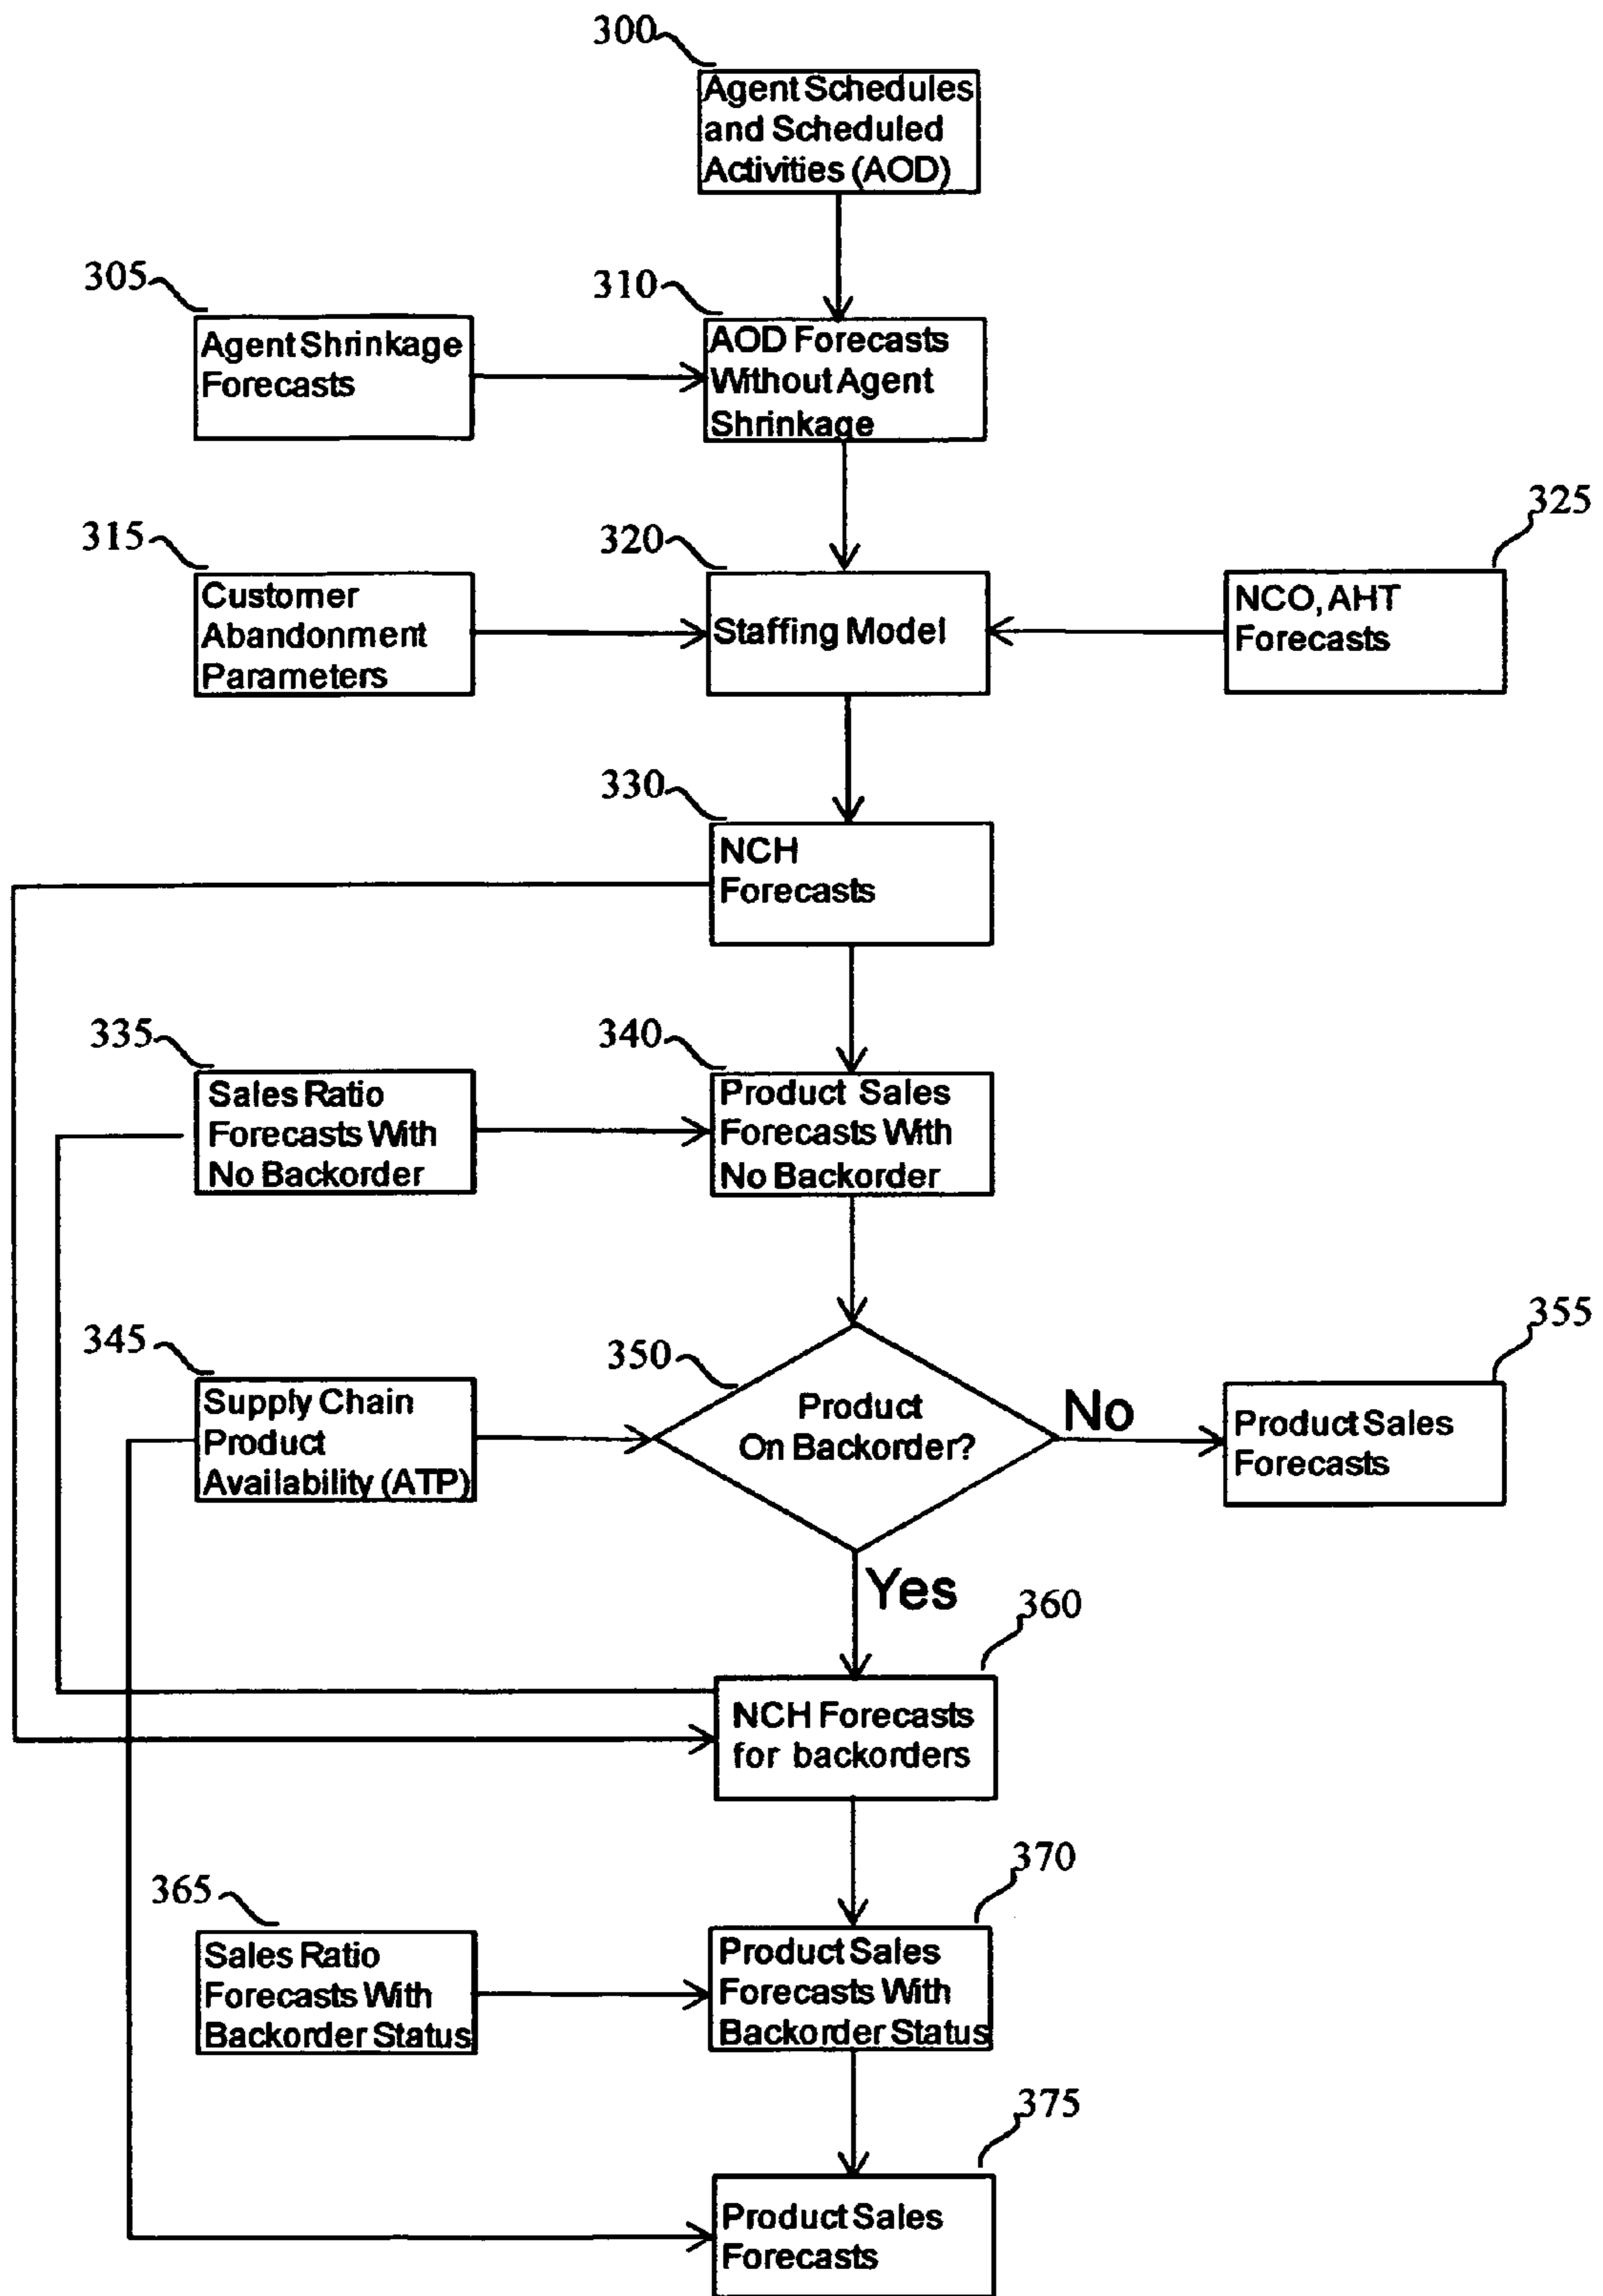 300
Agent Schedules
and Scheduled
Activities (AOD)
305
Agent Shrinkage
Forecasts
310
AOD Forecasts
Without Agent
Shrinkage
315
Customer
Abandonment
Parameters
320
Staffing Model
325
NCO, AHT
Forecasts
330
NCH
Forecasts
335
Sales Ratio
Forecasts With
No Backorder
340
Product Sales
Forecasts With
No Backorder
345
Supply Chain
Product
Availability (ATP)
350
Product
On Backorder?
No
355
Product Sales
Forecasts
Yes
360
NCH Forecasts
for backorders
365
Sales Ratio
Forecasts With
Backorder Status
370
Product Sales
Forecasts With
Backorder Status
375
Product Sales
Forecasts